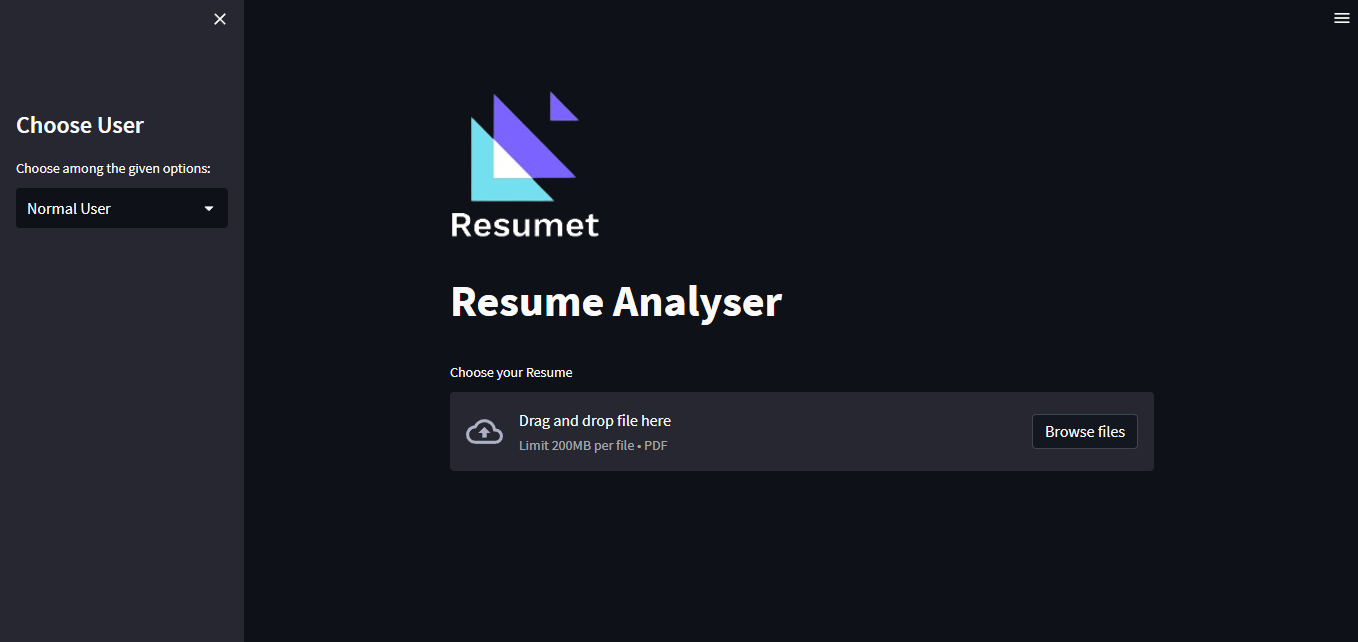 Choose User
Choose among the given options:
Normal User
Resumet
Resume Analyser
Choose your Resume
Drag and drop file here
Limit 200MB per file • PDF
Browse files